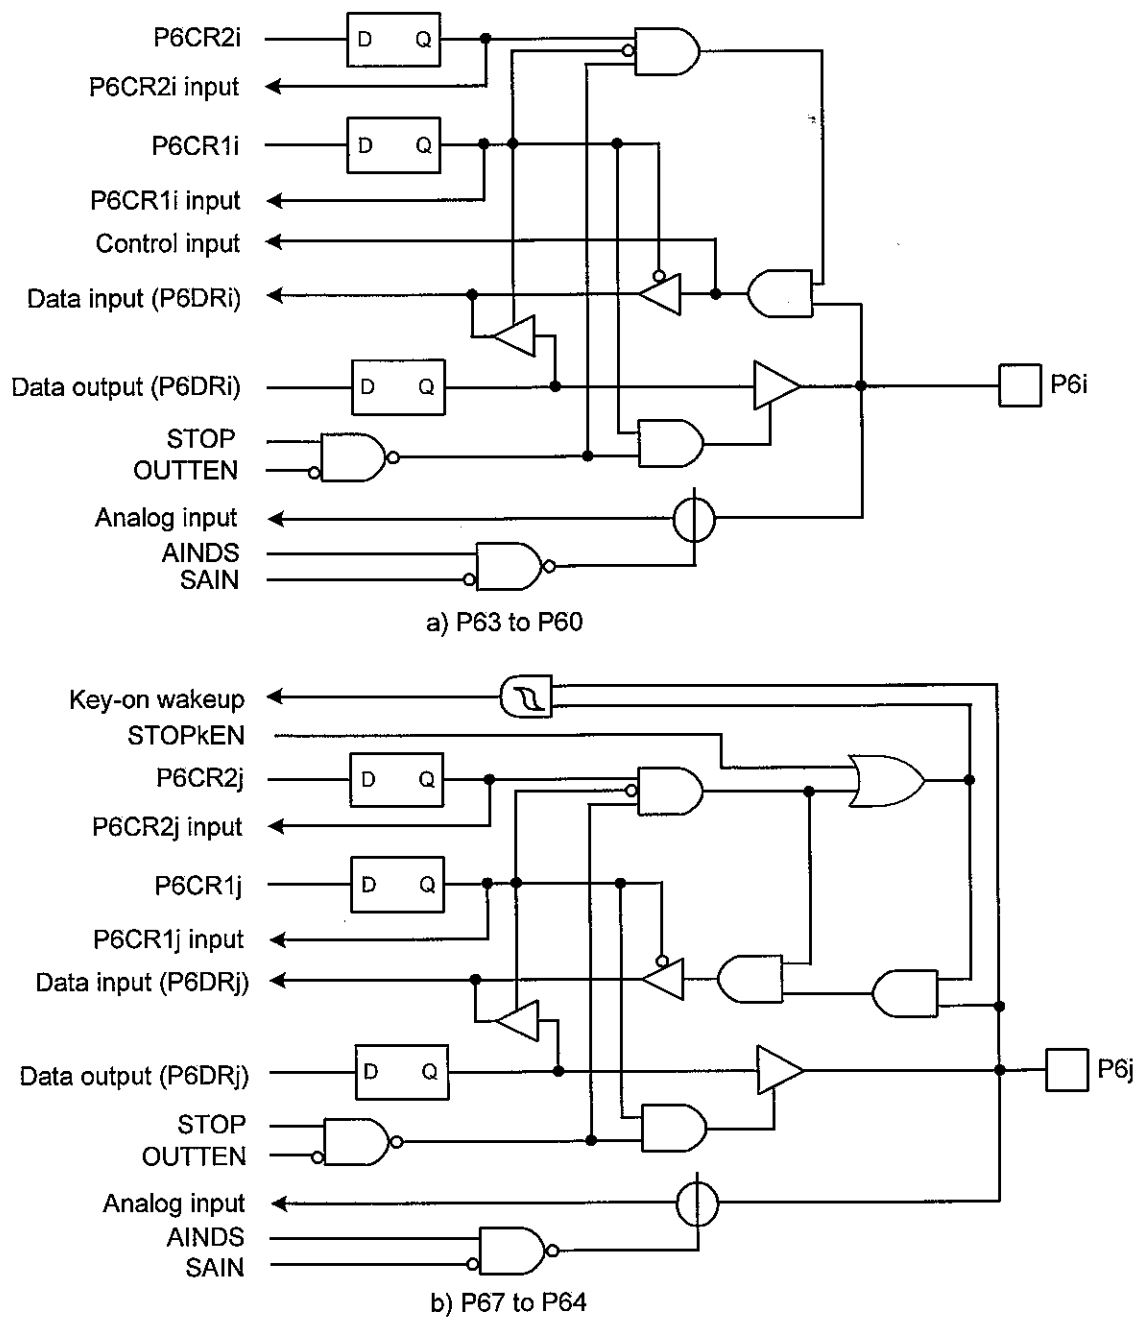 P6CR2i
D Q
P6CR2i input
P6CR1i
D Q
P6CR1i input
Control input
Data input (P6DRi)
Data output (P6DRi)
D Q
P6i
STOP
OUTTEN
Analog input
AINDS
SAIN
a) P63 to P60
Key-on wakeup
STOPkEN
P6CR2j
D Q
P6CR2j input
P6CR1j
D Q
P6CR1j input
Data input (P6DRj)
Data output (P6DRj)
D Q
P6j
STOP
OUTTEN
Analog input
AINDS
SAIN
b) P67 to P64